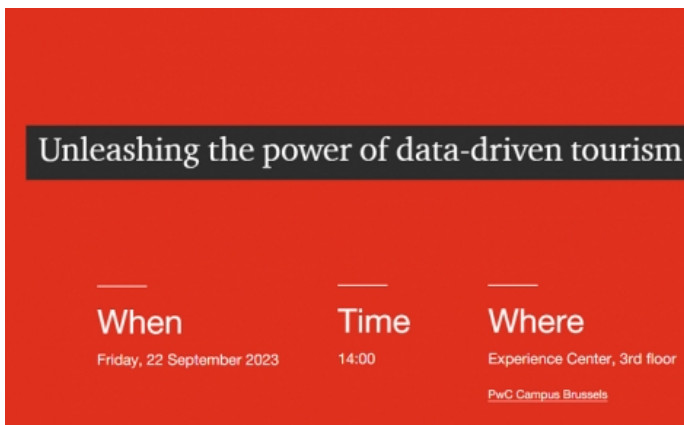 Unleashing the power of data-driven tourism
When
Time
Where
Friday, 22 September 2023
14:00
Experience Center, 3rd floor
PwC Campus Brussels